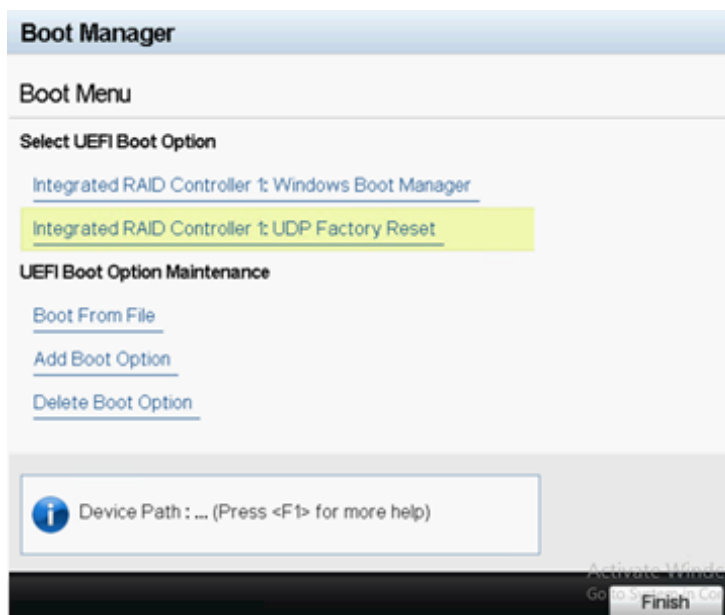 Boot Manager
Boot Menu
Select UEFI Boot Option
Integrated RAID Controller 1: Windows Boot Manager
Integrated RAID Controller 1: UDP Factory Reset
UEFI Boot Option Maintenance
Boot From File
Add Boot Option
Delete Boot Option
Device Path : ... (Press <F1> for more help)
Activate
Go to
Finish